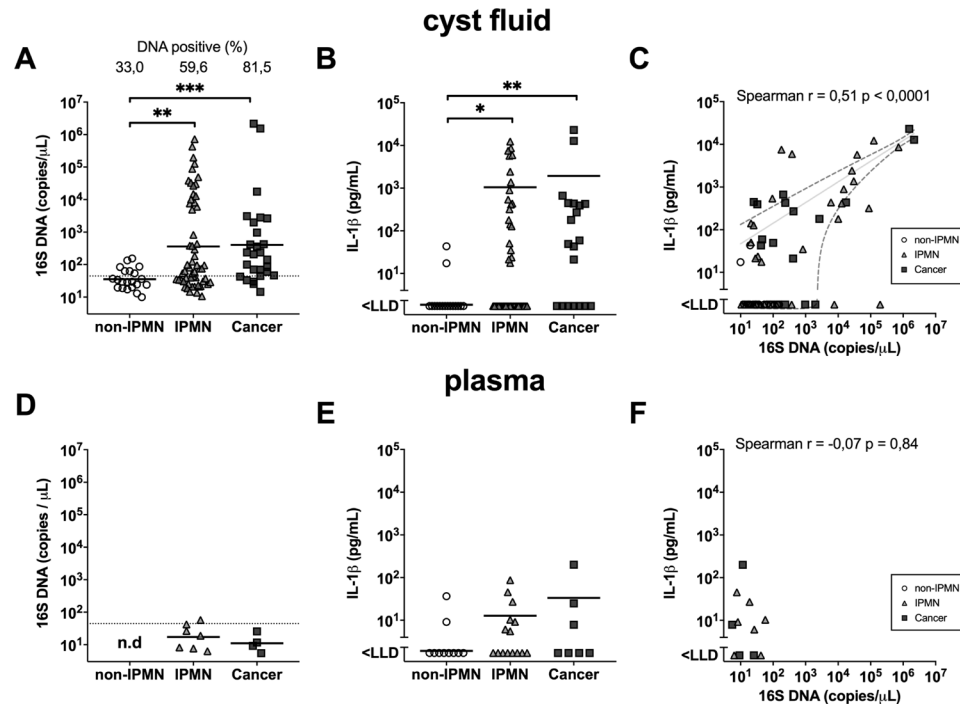 cyst fluid
A
DNA positive (%)
33,0 59,6 81,5
***
**
16S DNA (copies/µL)
10⁷
10⁶
10⁵
10⁴
10³
10²
10¹
non-IPMN IPMN Cancer
B
**
*
IL-1β (pg/mL)
10⁵
10⁴
10³
10²
10¹
<LLD
non-IPMN IPMN Cancer
C
Spearman r = 0,51 p < 0,0001
IL-1β (pg/mL)
10⁵
10⁴
10³
10²
10¹
<LLD
non-IPMN
IPMN
Cancer
10¹ 10² 10³ 10⁴ 10⁵ 10⁶ 10⁷
16S DNA (copies/µL)
plasma
D
16S DNA (copies / µL)
10⁷
10⁶
10⁵
10⁴
10³
10²
10¹
n.d
non-IPMN IPMN Cancer
E
IL-1β (pg/mL)
10⁵
10⁴
10³
10²
10¹
<LLD
non-IPMN IPMN Cancer
F
Spearman r = -0,07 p = 0,84
IL-1β (pg/mL)
10⁵
10⁴
10³
10²
10¹
<LLD
non-IPMN
IPMN
Cancer
10¹ 10² 10³ 10⁴ 10⁵ 10⁶ 10⁷
16S DNA (copies/µL)